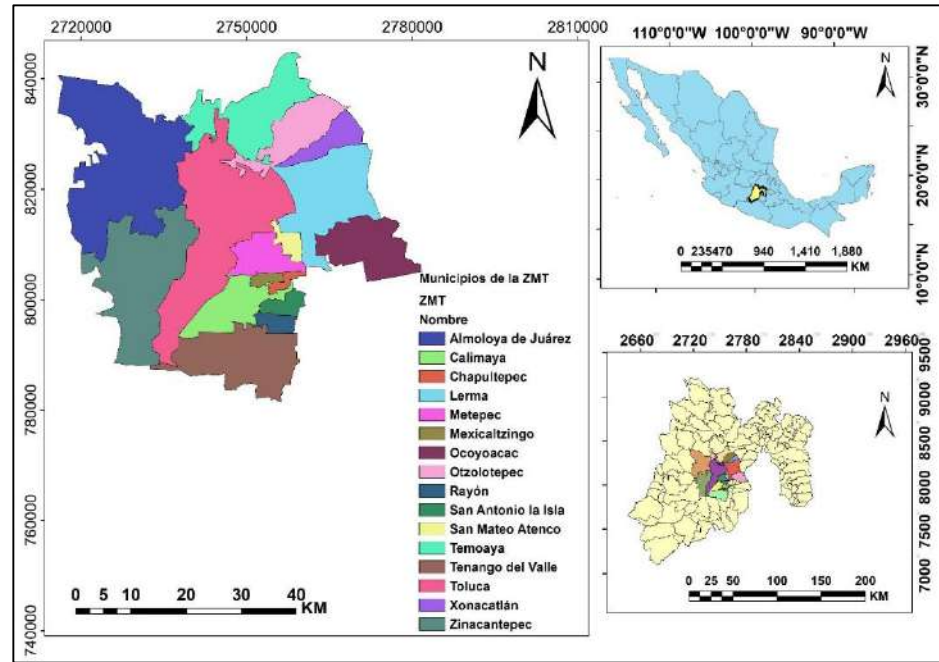 2720000 2750000 2780000 2810000
840000
820000
800000
780000
760000
740000
N
Municipios de la ZMT
ZMT
Nombre
Almoloya de Juárez
Calimaya
Chapultepec
Lerma
Metepec
Mexicaltzingo
Ocoyoacac
Otzolotepec
Rayón
San Antonio la Isla
San Mateo Atenco
Temoaya
Tenango del Valle
Toluca
Xonacatlán
Zinacantepec
0 5 10 20 30 40
KM
110°0'0"W 100°0'0"W 90°0'0"W
N
30°0'0"N
20°0'0"N
10°0'0"N
0 235470 940 1,410 1,880
KM
2660 2720 2780 2840 2900 2960
N
9500
9000
8500
8000
7500
7000
0 25 50 100 150 200
KM